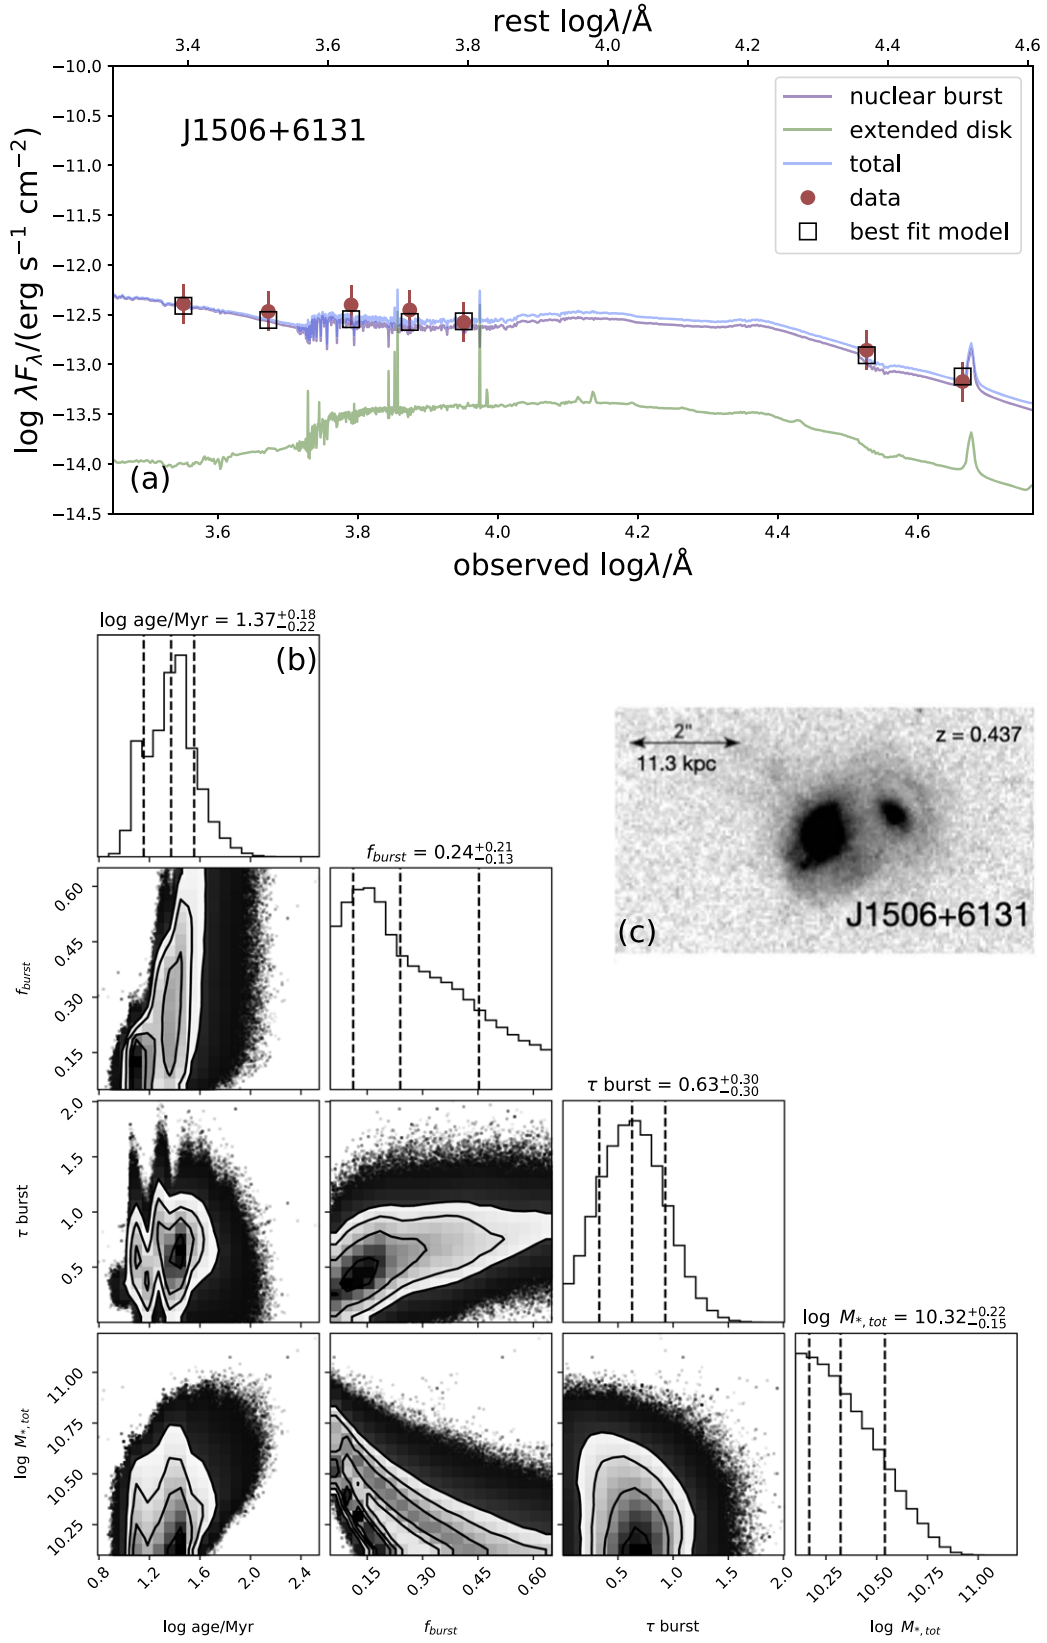 rest logλ/Å
3.4 3.6 3.8 4.0 4.2 4.4 4.6
−10.0
−10.5
−11.0
−11.5
−12.0
−12.5
−13.0
−13.5
−14.0
−14.5
log λF_λ/(erg s⁻¹ cm⁻²)
J1506+6131
nuclear burst
extended disk
total
data
best fit model
(a)
3.6 3.8 4.0 4.2 4.4 4.6
observed logλ/Å
log age/Myr = 1.37^{+0.18}_{−0.22}
(b)
2"
11.3 kpc
z = 0.437
J1506+6131
(c)
f_{burst} = 0.24^{+0.21}_{−0.13}
0.60
0.45
0.30
0.15
f_{burst}
τ burst = 0.63^{+0.30}_{−0.30}
2.0
1.5
1.0
0.5
τ burst
log M_{*,tot} = 10.32^{+0.22}_{−0.15}
11.00
10.75
10.50
10.25
log M_{*,tot}
0.8 1.2 1.6 2.0 2.4
0.15 0.30 0.45 0.60
0.5 1.0 1.5 2.0
10.25 10.50 10.75 11.00
log age/Myr
f_{burst}
τ burst
log M_{*,tot}